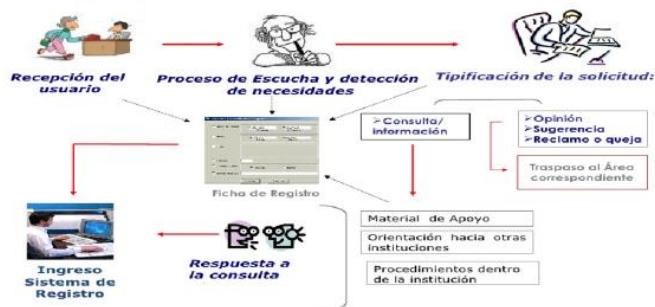 Recepción del
usuario
Proceso de Escucha y detección
de necesidades
Tipificación de la solicitud:
➢Consulta/
información
➢Opinión
➢Sugerencia
➢Reclamo o queja
Traspaso al Área
correspondiente
Ficha de Registro
Material de Apoyo
Orientación hacia otras
instituciones
Procedimientos dentro
de la institución
Respuesta a
la consulta
Ingreso
Sistema de
Registro